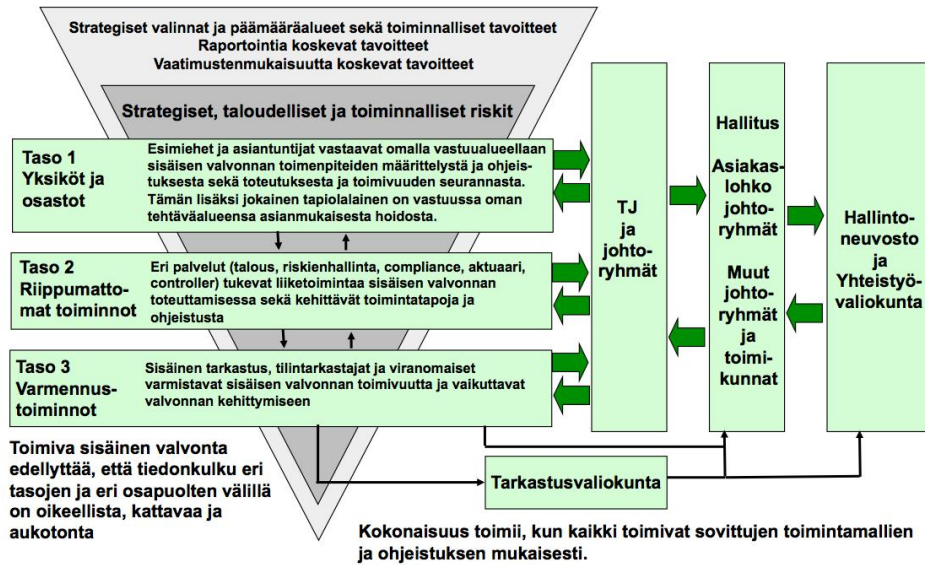 Strategiset valinnat ja päämääräalueet sekä toiminnalliset tavoitteet
Raportointia koskevat tavoitteet
Vaatimustenmukaisuutta koskevat tavoitteet
Strategiset, taloudelliset ja toiminnalliset riskit
Taso 1
Yksiköt ja
osastot
Esimiehet ja asiantuntijat vastaavat omalla vastuualueellaan
sisäisen valvonnan toimenpiteiden määrittelystä ja ohjeis-
tuksesta sekä toteutuksesta ja toimivuuden seurannasta.
Tämän lisäksi jokainen tapiolalainen on vastuussa oman
tehtäväalueensa asianmukaisesta hoidosta.
Taso 2
Riippumatto-
mat toiminnot
Eri palvelut (talous, riskienhallinta, compliance, aktuaari,
controller) tukevat liiketoimintaa sisäisen valvonnan
toteuttamisessa sekä kehittävät toimintatapoja ja
ohjeistusta
Taso 3
Varmennus-
toiminnot
Sisäinen tarkastus, tilintarkastajat ja viranomaiset
varmistavat sisäisen valvonnan toimivuutta ja vaikuttavat
valvonnan kehittymiseen
TJ
ja
johto-
ryhmät
Hallitus
Asiakas-
lohko
johto-
ryhmät
Muut
johto-
ryhmät
ja
toimi-
kunnat
Hallinto-
neuvosto
ja
Yhteistyö-
valiokunta
Tarkastusvaliokunta
Toimiva sisäinen valvonta
edellyttää, että tiedonkulku eri
tasojen ja eri osapuolten välillä
on oikeellista, kattavaa ja
aukotonta
Kokonaisuus toimii, kun kaikki toimivat sovittujen toimintamallien
ja ohjeistuksen mukaisesti.